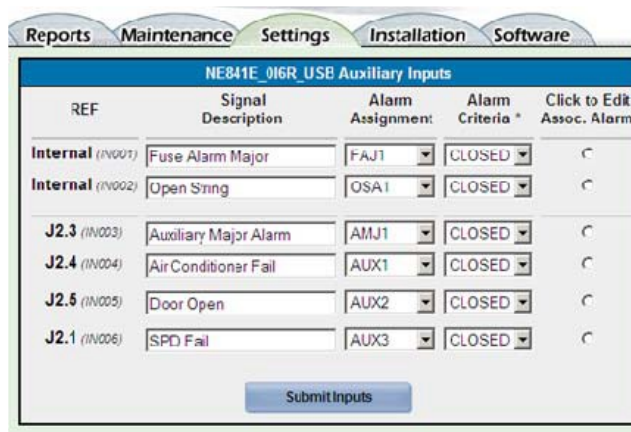 Reports Maintenance Settings Installation Software
NE841E_0I6R_USB Auxiliary Inputs
REF Signal Description Alarm Assignment Alarm Criteria * Click to Edit Assoc. Alarm
Internal (IN001) Fuse Alarm Major FAJ1 CLOSED
Internal (IN002) Open String OSA1 CLOSED
J2.3 (IN003) Auxiliary Major Alarm AMJ1 CLOSED
J2.4 (IN004) Air Conditioner Fail AUX1 CLOSED
J2.5 (IN005) Door Open AUX2 CLOSED
J2.1 (IN006) SPD Fail AUX3 CLOSED
Submit Inputs